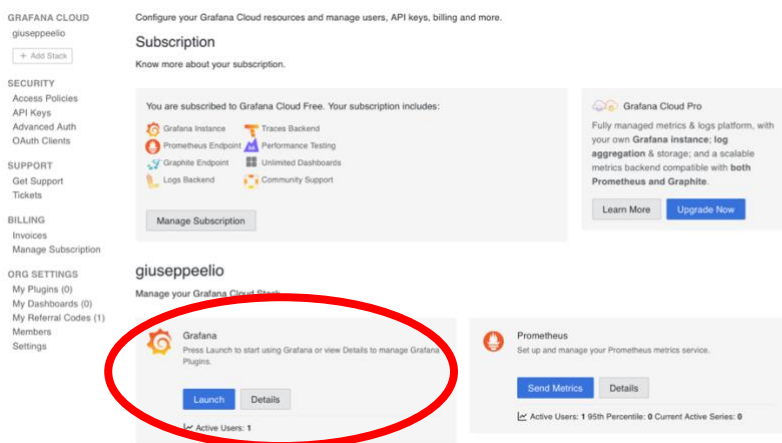 GRAFANA CLOUD
giuseppeelio
+ Add Stack
SECURITY
Access Policies
API Keys
Advanced Auth
OAuth Clients
SUPPORT
Get Support
Tickets
BILLING
Invoices
Manage Subscription
ORG SETTINGS
My Plugins (0)
My Dashboards (0)
My Referral Codes (1)
Members
Settings
Configure your Grafana Cloud resources and manage users, API keys, billing and more.
Subscription
Know more about your subscription.
You are subscribed to Grafana Cloud Free. Your subscription includes:
Grafana Instance
Traces Backend
Prometheus Endpoint
Performance Testing
Graphite Endpoint
Unlimited Dashboards
Logs Backend
Community Support
Manage Subscription
Grafana Cloud Pro
Fully managed metrics & logs platform, with
your own Grafana instance; log
aggregation & storage; and a scalable
metrics backend compatible with both
Prometheus and Graphite.
Learn More
Upgrade Now
giuseppeelio
Manage your Grafana Cloud Stack
Grafana
Press Launch to start using Grafana or view Details to manage Grafana
Plugins.
Launch
Details
Active Users: 1
Prometheus
Set up and manage your Prometheus metrics service.
Send Metrics
Details
Active Users: 1 95th Percentile: 0 Current Active Series: 0